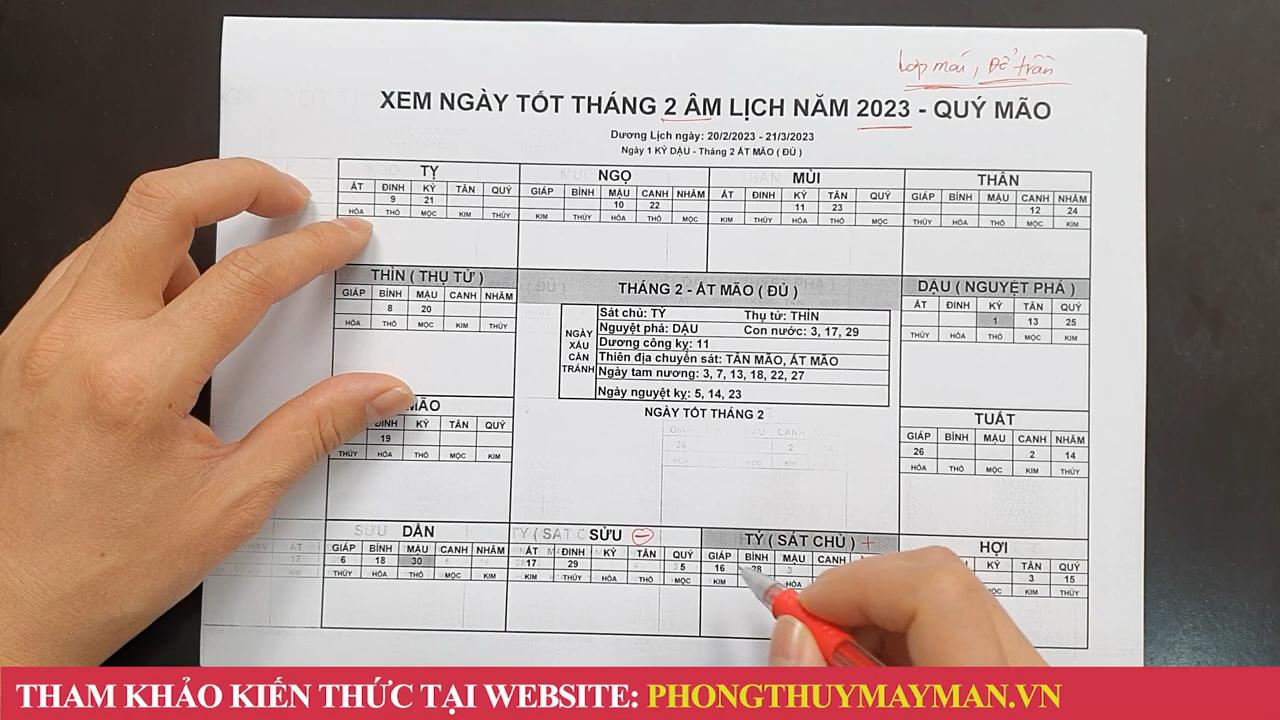 Lợp mái, Đổ trần
XEM NGÀY TỐT THÁNG 2 ÂM LỊCH NĂM 2023 - QUÝ MÃO
Dương Lịch ngày: 20/2/2023 - 21/3/2023
Ngày 1 KỶ DẬU - Tháng 2 ẤT MÃO ( ĐỦ )
TỴ
ẤT ĐINH KỶ TÂN QUÝ
9 21
HỎA THỔ MỘC KIM THỦY
NGỌ
GIÁP BÍNH MẬU CANH NHÂM
10 22
KIM THỦY HỎA THỔ MỘC
MÙI
ẤT ĐINH KỶ TÂN QUÝ
11 23
KIM THỦY HỎA THỔ MỘC
THÂN
GIÁP BÍNH MẬU CANH NHÂM
12 24
THỦY HỎA THỔ MỘC KIM
THÌN ( THỤ TỬ )
GIÁP BÍNH MẬU CANH NHÂM
8 20
HỎA THỔ MỘC KIM THỦY
THÁNG 2 - ẤT MÃO ( ĐỦ )
NGÀY XẤU CẦN TRÁNH
Sát chủ: TÝ Thụ tử: THÌN
Nguyệt phá: DẬU Con nước: 3, 17, 29
Dương công kỵ: 11
Thiên địa chuyển sát: TÂN MÃO, ẤT MÃO
Ngày tam nương: 3, 7, 13, 18, 22, 27
Ngày nguyệt kỵ: 5, 14, 23
NGÀY TỐT THÁNG 2
DẬU ( NGUYỆT PHÁ )
ẤT ĐINH KỶ TÂN QUÝ
1 13 25
THỦY HỎA THỔ MỘC KIM
MÃO
ĐINH KỶ TÂN QUÝ
19
THỦY HỎA THỔ MỘC KIM
TUẤT
GIÁP BÍNH MẬU CANH NHÂM
26 2 14
HỎA THỔ MỘC KIM THỦY
DẦN
GIÁP BÍNH MẬU CANH NHÂM
6 18 30
THỦY HỎA THỔ MỘC KIM
SỬU
ẤT ĐINH KỶ TÂN QUÝ
17 29 5
KIM THỦY HỎA THỔ MỘC
TÝ ( SÁT CHỦ ) +
GIÁP BÍNH MẬU CANH
16 28
KIM HỎA
HỢI
KỶ TÂN QUÝ
3 15
MỘC KIM THỦY
THAM KHẢO KIẾN THỨC TẠI WEBSITE: PHONGTHUYMAYMAN.VN